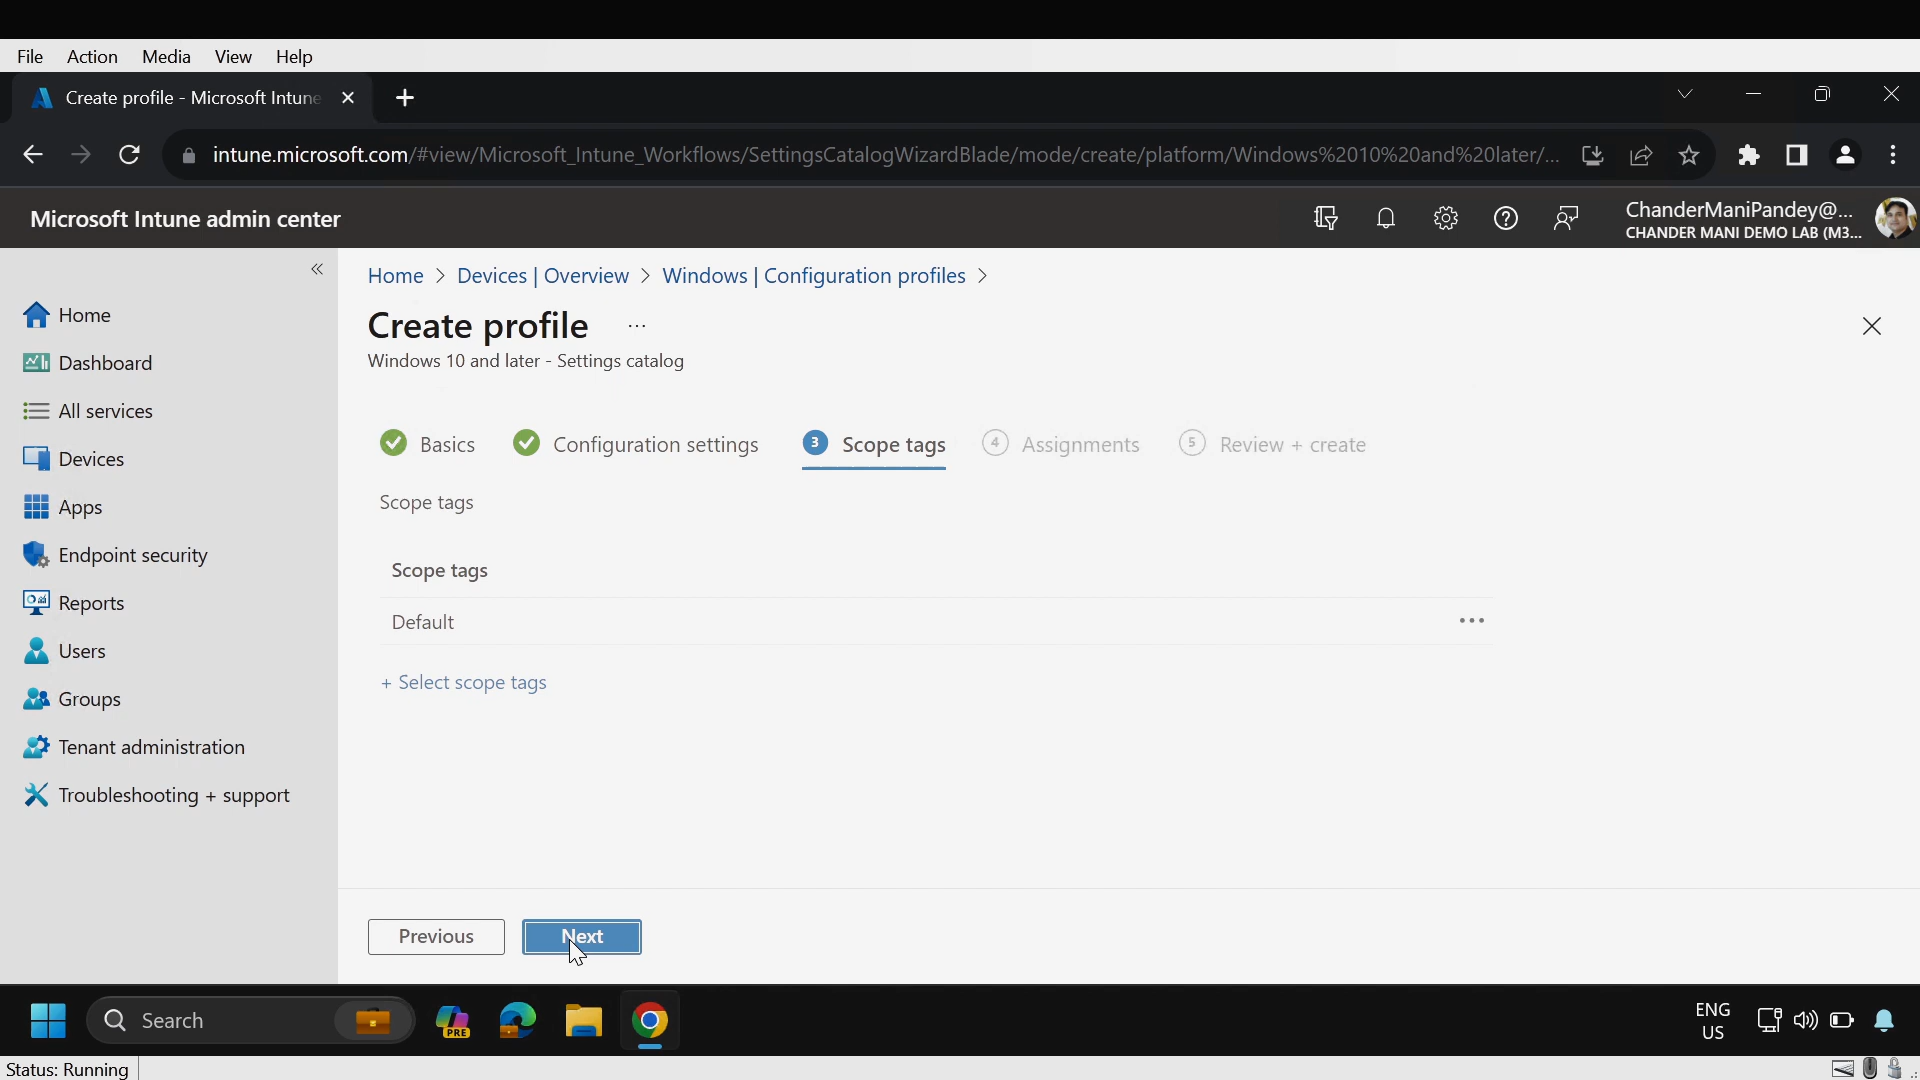 File Action Media View Help
Create profile - Microsoft Intune
intune.microsoft.com/#view/Microsoft_Intune_Workflows/SettingsCatalogWizardBlade/mode/create/platform/Windows%2010%20and%20later/...
Microsoft Intune admin center
ChanderManiPandey@...
CHANDER MANI DEMO LAB (M3...
Home > Devices | Overview > Windows | Configuration profiles >
Home
Dashboard
All services
Devices
Apps
Endpoint security
Reports
Users
Groups
Tenant administration
Troubleshooting + support
Create profile ...
Windows 10 and later - Settings catalog
Basics Configuration settings 3 Scope tags 4 Assignments 5 Review + create
Scope tags
Scope tags
Default
+ Select scope tags
Previous Next
Search
PRE
ENG
US
Status: Running